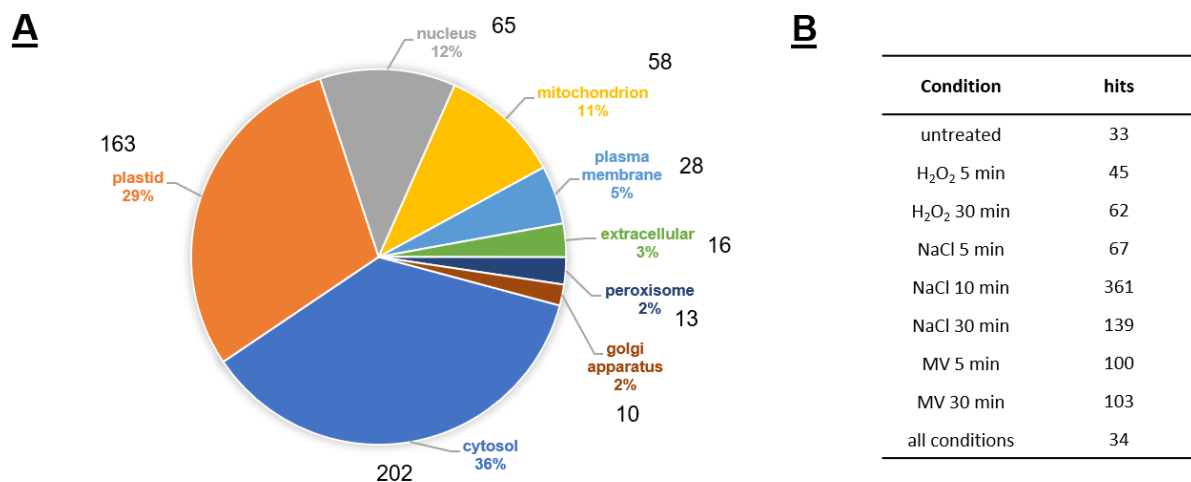 A
nucleus
12%
65
mitochondrion
11%
58
plasma
membrane
5%
28
extracellular
3%
16
peroxisome
2%
13
golgi
apparatus
2%
10
cytosol
36%
202
163
plastid
29%
B
Condition hits
untreated 33
H₂O₂ 5 min 45
H₂O₂ 30 min 62
NaCl 5 min 67
NaCl 10 min 361
NaCl 30 min 139
MV 5 min 100
MV 30 min 103
all conditions 34